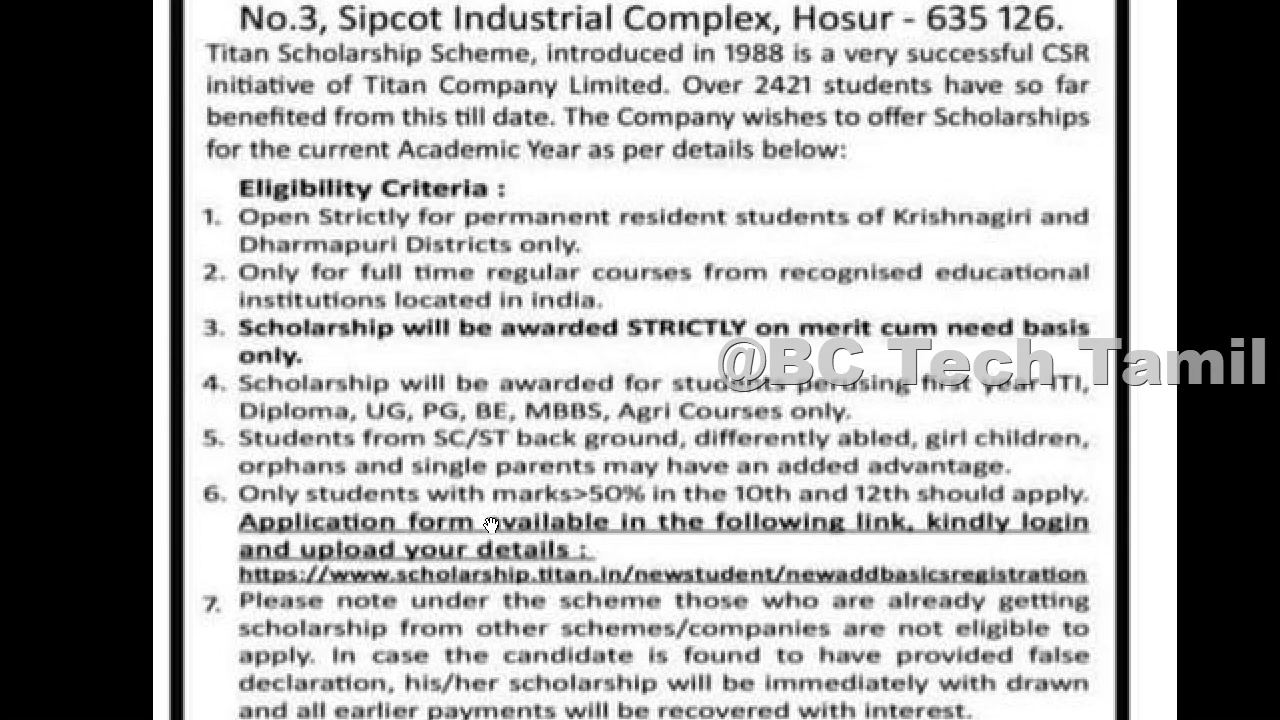 No.3, Sipcot Industrial Complex, Hosur - 635 126.
Titan Scholarship Scheme, introduced in 1988 is a very successful CSR
initiative of Titan Company Limited. Over 2421 students have so far
benefited from this till date. The Company wishes to offer Scholarships
for the current Academic Year as per details below:
Eligibility Criteria :
1. Open Strictly for permanent resident students of Krishnagiri and
Dharmapuri Districts only.
2. Only for full time regular courses from recognised educational
institutions located in india.
3. Scholarship will be awarded STRICTLY on merit cum need basis
only.
@BC Tech Tamil
4. Scholarship will be awarded for students perusing first year ITI,
Diploma, UG, PG, BE, MBBS, Agri Courses only.
5. Students from SC/ST back ground, differently abled, girl children,
orphans and single parents may have an added advantage.
6. Only students with marks>50% in the 10th and 12th should apply.
Application form available in the following link, kindly login
and upload your details :
https://www.scholarship.titan.in/newstudent/newaddbasicsregistration
7. Please note under the scheme those who are already getting
scholarship from other schemes/companies are not eligible to
apply. In case the candidate is found to have provided false
declaration, his/her scholarship will be immediately with drawn
and all earlier payments will be recovered with interest.